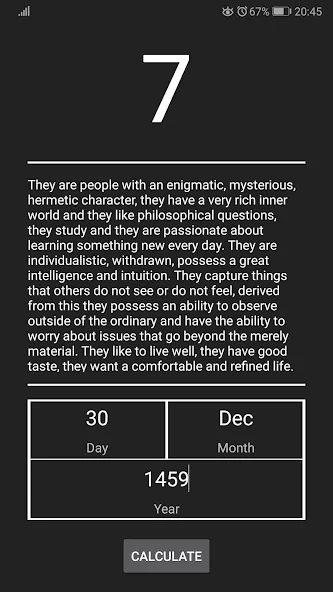 67% 20:45
7
They are people with an enigmatic, mysterious,
hermetic character, they have a very rich inner
world and they like philosophical questions,
they study and they are passionate about
learning something new every day. They are
individualistic, withdrawn, possess a great
intelligence and intuition. They capture things
that others do not see or do not feel, derived
from this they possess an ability to observe
outside of the ordinary and have the ability to
worry about issues that go beyond the merely
material. They like to live well, they have good
taste, they want a comfortable and refined life.
30 Dec
Day Month
1459
Year
CALCULATE